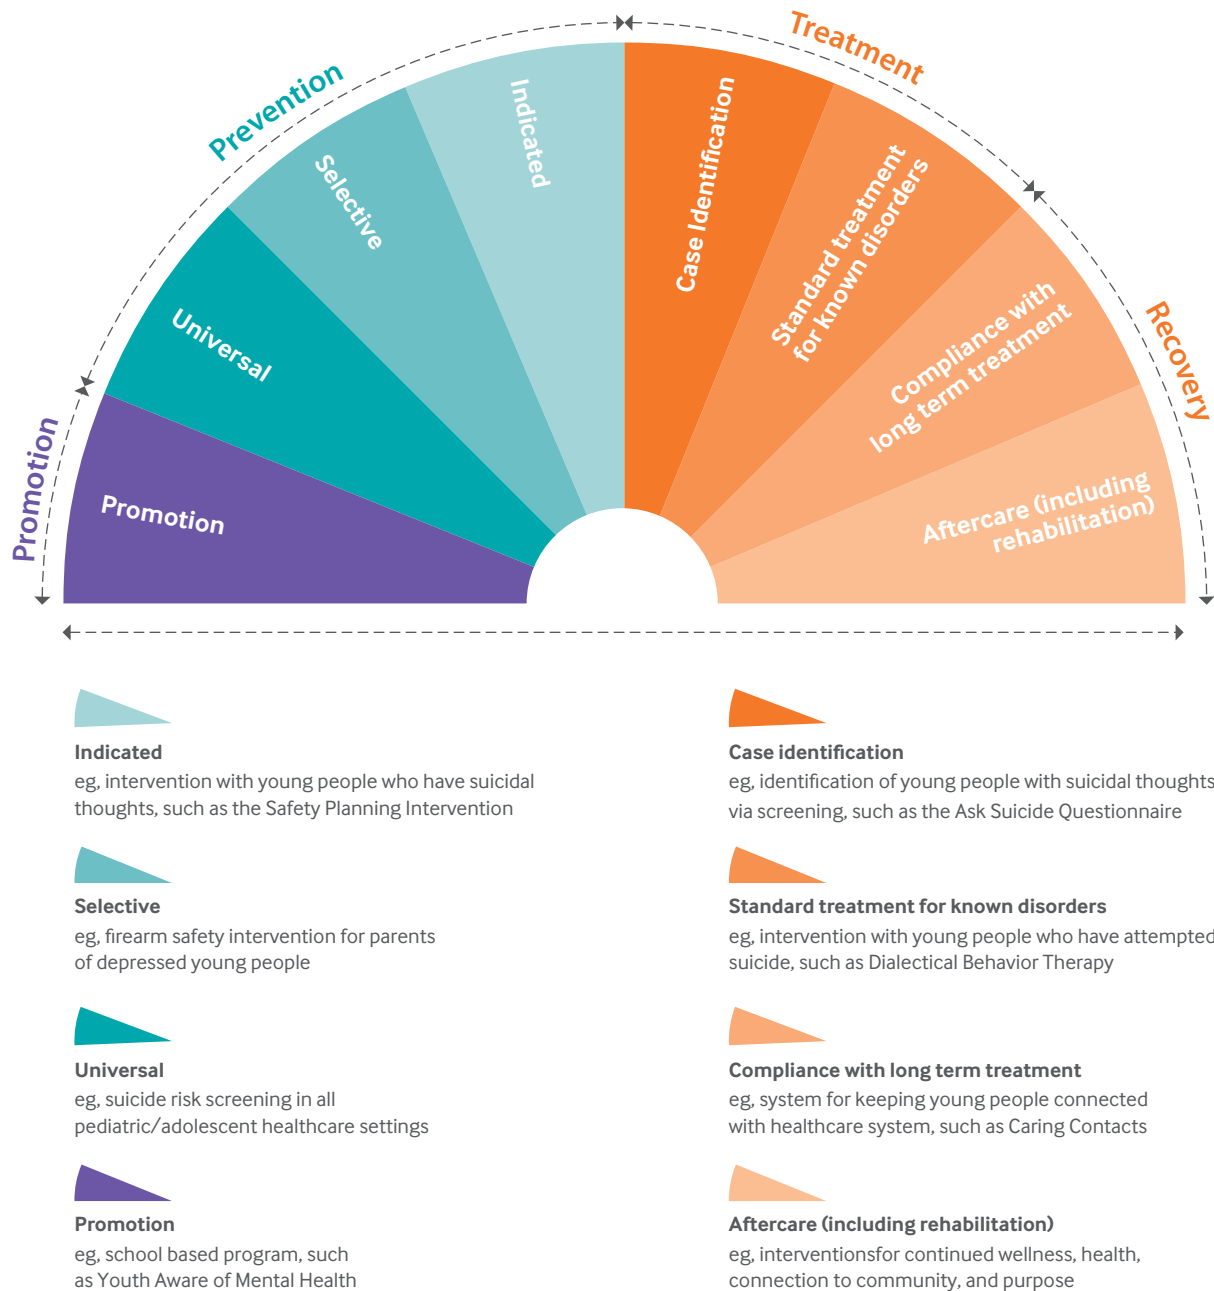 Treatment
Prevention
Recovery
Promotion
Indicated
Selective
Universal
Promotion
Case Identification
Standard treatment
for known disorders
Compliance with
long term treatment
Aftercare (including
rehabilitation)
Indicated
eg, intervention with young people who have suicidal
thoughts, such as the Safety Planning Intervention
Selective
eg, firearm safety intervention for parents
of depressed young people
Universal
eg, suicide risk screening in all
pediatric/adolescent healthcare settings
Promotion
eg, school based program, such
as Youth Aware of Mental Health
Case identification
eg, identification of young people with suicidal thoughts
via screening, such as the Ask Suicide Questionnaire
Standard treatment for known disorders
eg, intervention with young people who have attempted
suicide, such as Dialectical Behavior Therapy
Compliance with long term treatment
eg, system for keeping young people connected
with healthcare system, such as Caring Contacts
Aftercare (including rehabilitation)
eg, interventionsfor continued wellness, health,
connection to community, and purpose